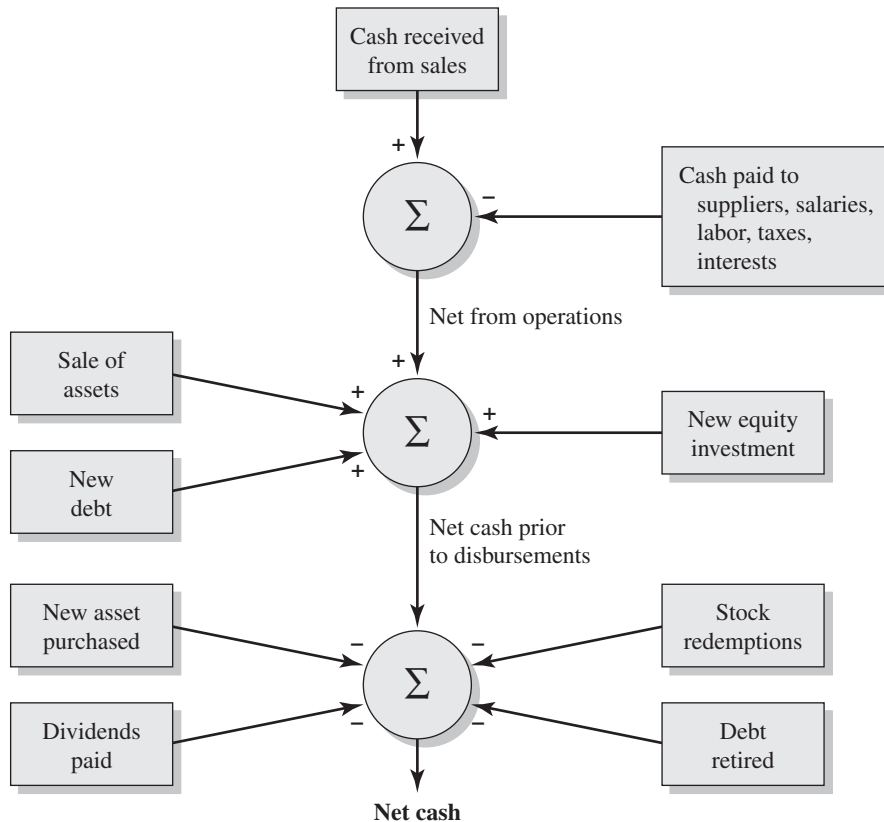 Cash received
from sales
+
Σ
−
Cash paid to
suppliers, salaries,
labor, taxes,
interests
Net from operations
Sale of
assets
+
+
Σ
+
New equity
investment
New
debt
+
Net cash prior
to disbursements
New asset
purchased
−
Σ
−
Stock
redemptions
Dividends
paid
−
−
Debt
retired
Net cash